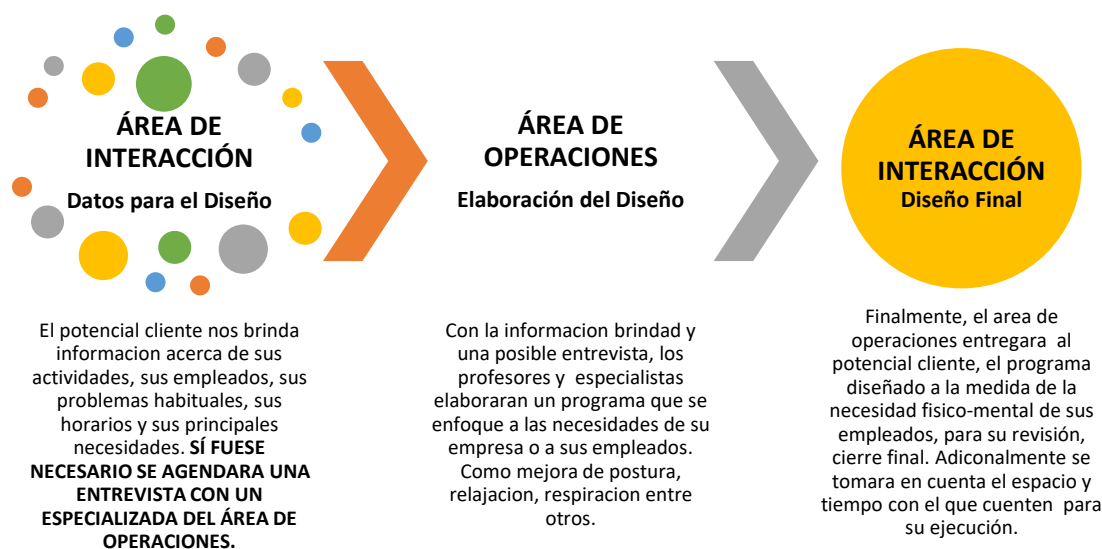 ÁREA DE
INTERACCIÓN
Datos para el Diseño
El potencial cliente nos brinda
informacion acerca de sus
actividades, sus empleados, sus
problemas habituales, sus
horarios y sus principales
necesidades. SÍ FUESE
NECESARIO SE AGENDARA UNA
ENTREVISTA CON UN
ESPECIALIZADA DEL ÁREA DE
OPERACIONES.
ÁREA DE
OPERACIONES
Elaboración del Diseño
Con la informacion brindad y
una posible entrevista, los
profesores y especialistas
elaboraran un programa que se
enfoque a las necesidades de su
empresa o a sus empleados.
Como mejora de postura,
relajacion, respiracion entre
otros.
ÁREA DE
INTERACCIÓN
Diseño Final
Finalmente, el area de
operaciones entregara al
potencial cliente, el programa
diseñado a la medida de la
necesidad fisico-mental de sus
empleados, para su revisión,
cierre final. Adiconalmente se
tomara en cuenta el espacio y
tiempo con el que cuenten para
su ejecución.